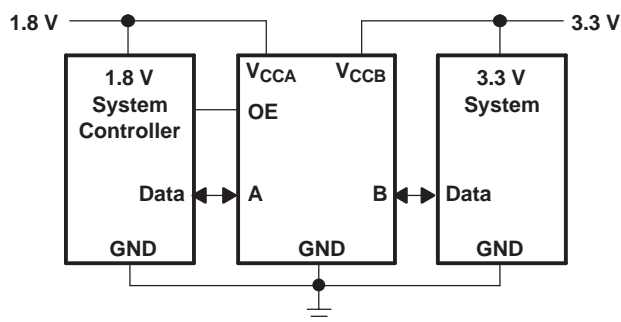 1.8 V
3.3 V
1.8 V
System
Controller
VCCA
VCCB
OE
3.3 V
System
Data
A
B
Data
GND
GND
GND